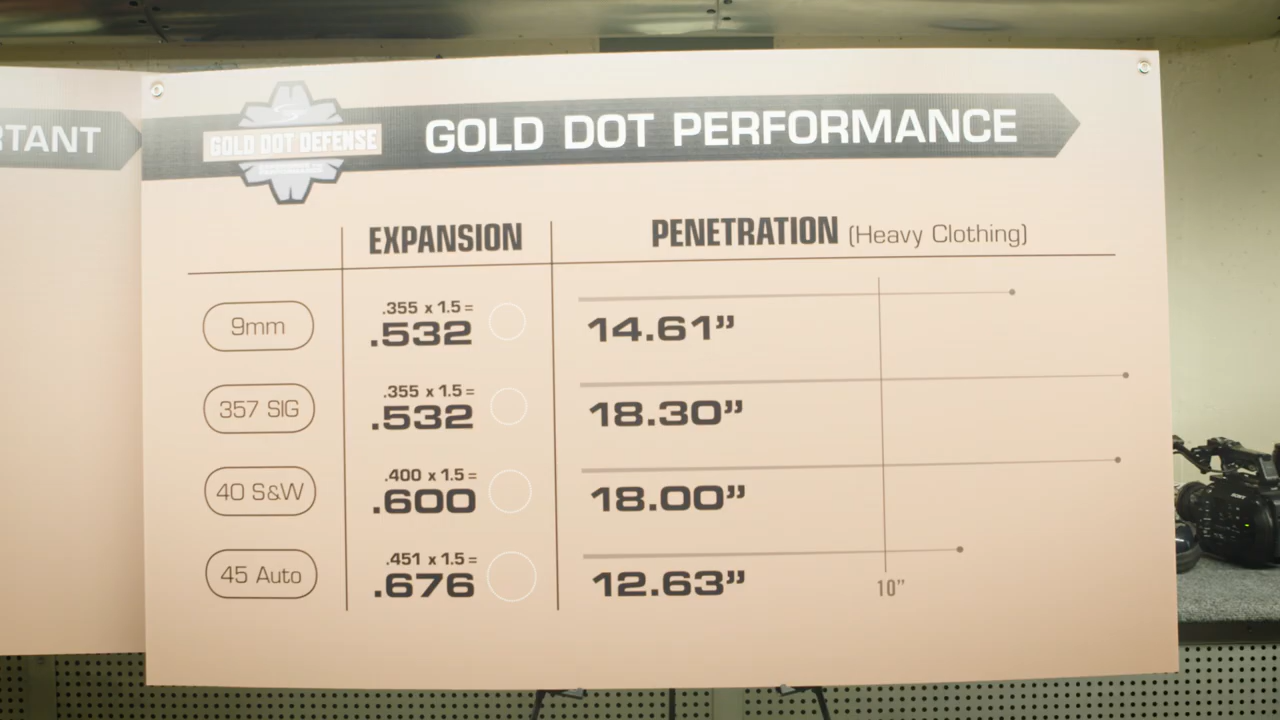 RTANT
GOLD DOT DEFENSE
GOLD DOT PERFORMANCE
EXPANSION
PENETRATION (Heavy Clothing)
9mm
.355 x 1.5 =
.532
14.61”
357 SIG
.355 x 1.5 =
.532
18.30”
40 S&W
.400 x 1.5 =
.600
18.00”
45 Auto
.451 x 1.5 =
.676
12.63”
10”
SONY